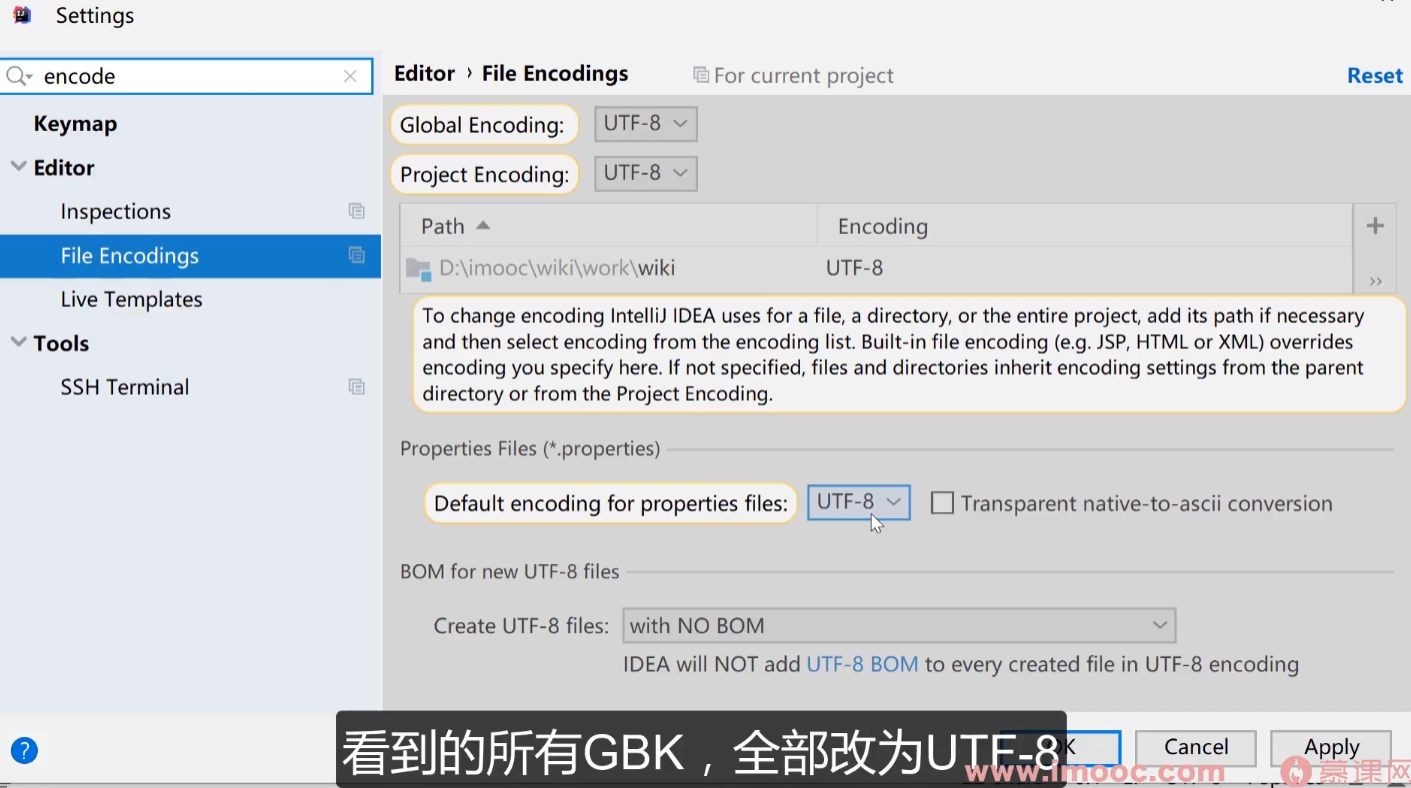 Settings
encode
Editor › File Encodings
For current project
Reset
Keymap
Editor
Inspections
File Encodings
Live Templates
Tools
SSH Terminal
Global Encoding: UTF-8
Project Encoding: UTF-8
Path Encoding
D:\imooc\wiki\work\wiki UTF-8
To change encoding IntelliJ IDEA uses for a file, a directory, or the entire project, add its path if necessary
and then select encoding from the encoding list. Built-in file encoding (e.g. JSP, HTML or XML) overrides
encoding you specify here. If not specified, files and directories inherit encoding settings from the parent
directory or from the Project Encoding.
Properties Files (*.properties)
Default encoding for properties files: UTF-8 Transparent native-to-ascii conversion
BOM for new UTF-8 files
Create UTF-8 files: with NO BOM
IDEA will NOT add UTF-8 BOM to every created file in UTF-8 encoding
?
Cancel Apply
看到的所有GBK，全部改为UTF-8
www.imooc.com 慕课网